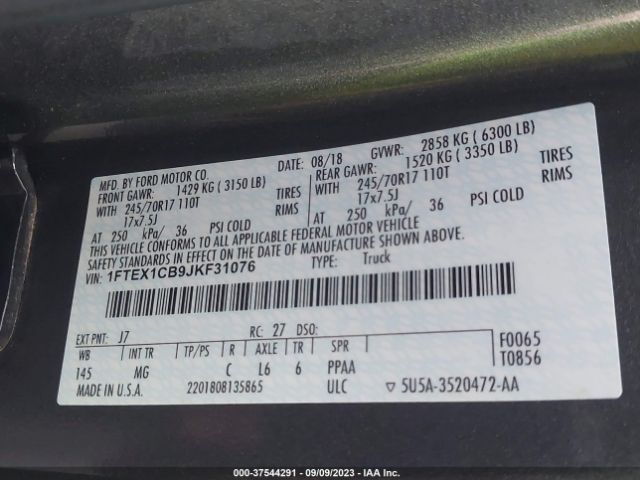 MFD. BY FORD MOTOR CO. DATE: 08/18 GVWR: 2858 KG ( 6300 LB)
FRONT GAWR: 1429 KG ( 3150 LB) REAR GAWR: 1520 KG ( 3350 LB)
WITH 245/70R17 110T TIRES WITH 245/70R17 110T TIRES
17x7.5J RIMS 17x7.5J RIMS
AT 250 kPa/ 36 PSI COLD AT 250 kPa/ 36 PSI COLD
THIS VEHICLE CONFORMS TO ALL APPLICABLE FEDERAL MOTOR VEHICLE
SAFETY STANDARDS IN EFFECT ON THE DATE OF MANUFACTURE SHOWN ABOVE.
1FTEX1CB9JKF31076 TYPE: Truck
EXT PNT: J7 RC: 27 DSO: F0065
WB INT TR TP/PS R AXLE TR SPR T0856
145 MG C L6 6 PPAA
MADE IN U.S.A. 2201808135865 ULC ▽ 5U5A-3520472-AA
000-37544291 - 09/09/2023 - IAA Inc.